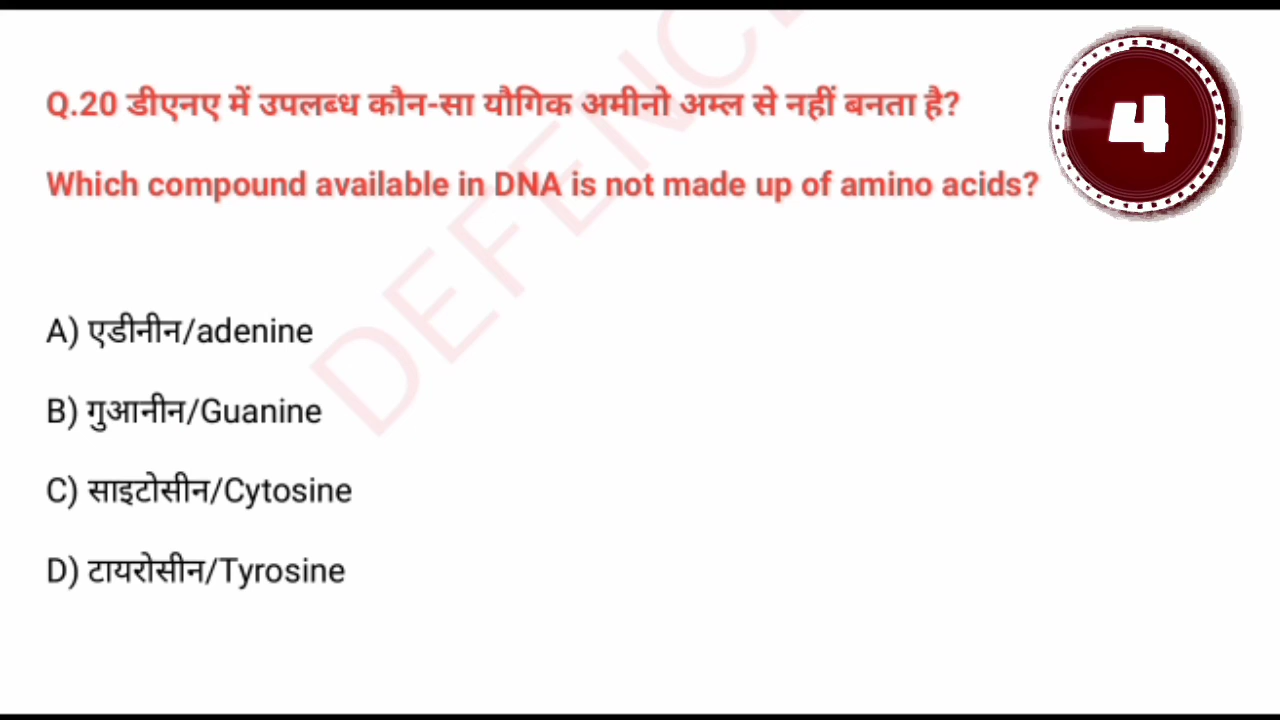 Q.20 डीएनए में उपलब्ध कौन-सा यौगिक अमीनो अम्ल से नहीं बनता है?
4
Which compound available in DNA is not made up of amino acids?
DEFENC
A) एडीनीन/adenine
B) गुआनीन/Guanine
C) साइटोसीन/Cytosine
D) टायरोसीन/Tyrosine